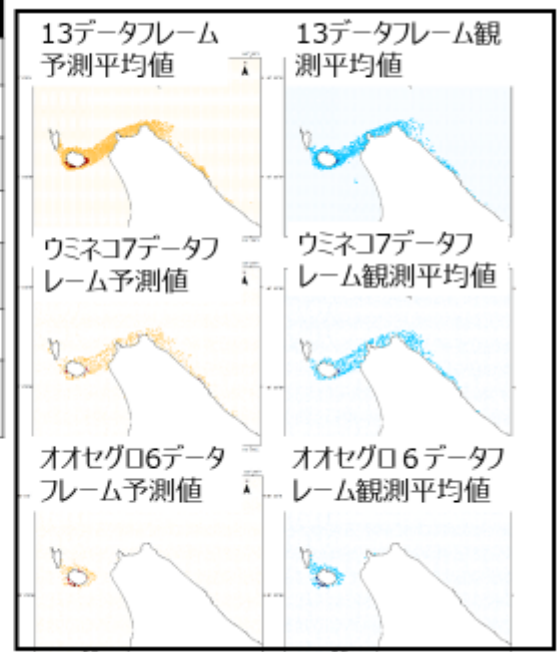 13データフレーム
予測平均値
13データフレーム観
測平均値
ウミネコ7データフ
レーム予測値
ウミネコ7データフ
レーム観測平均値
オオセグロ6データ
フレーム予測値
オオセグロ６データフ
レーム観測平均値